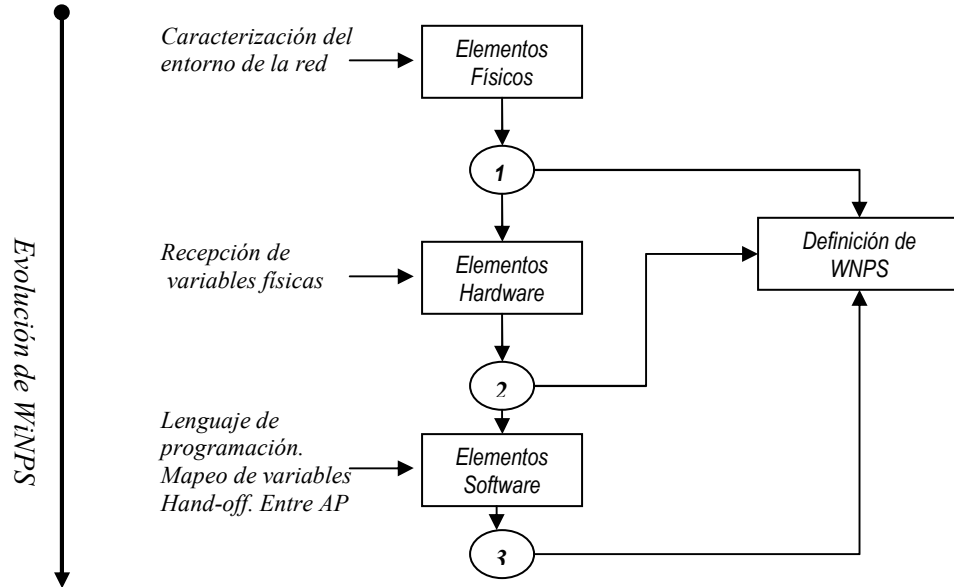 Caracterización del
entorno de la red
Elementos
Físicos
1
Recepción de
variables físicas
Elementos
Hardware
Definición de
WNPS
2
Lenguaje de
programación.
Mapeo de variables
Hand-off. Entre AP
Elementos
Software
3
Evolución de WiNPS